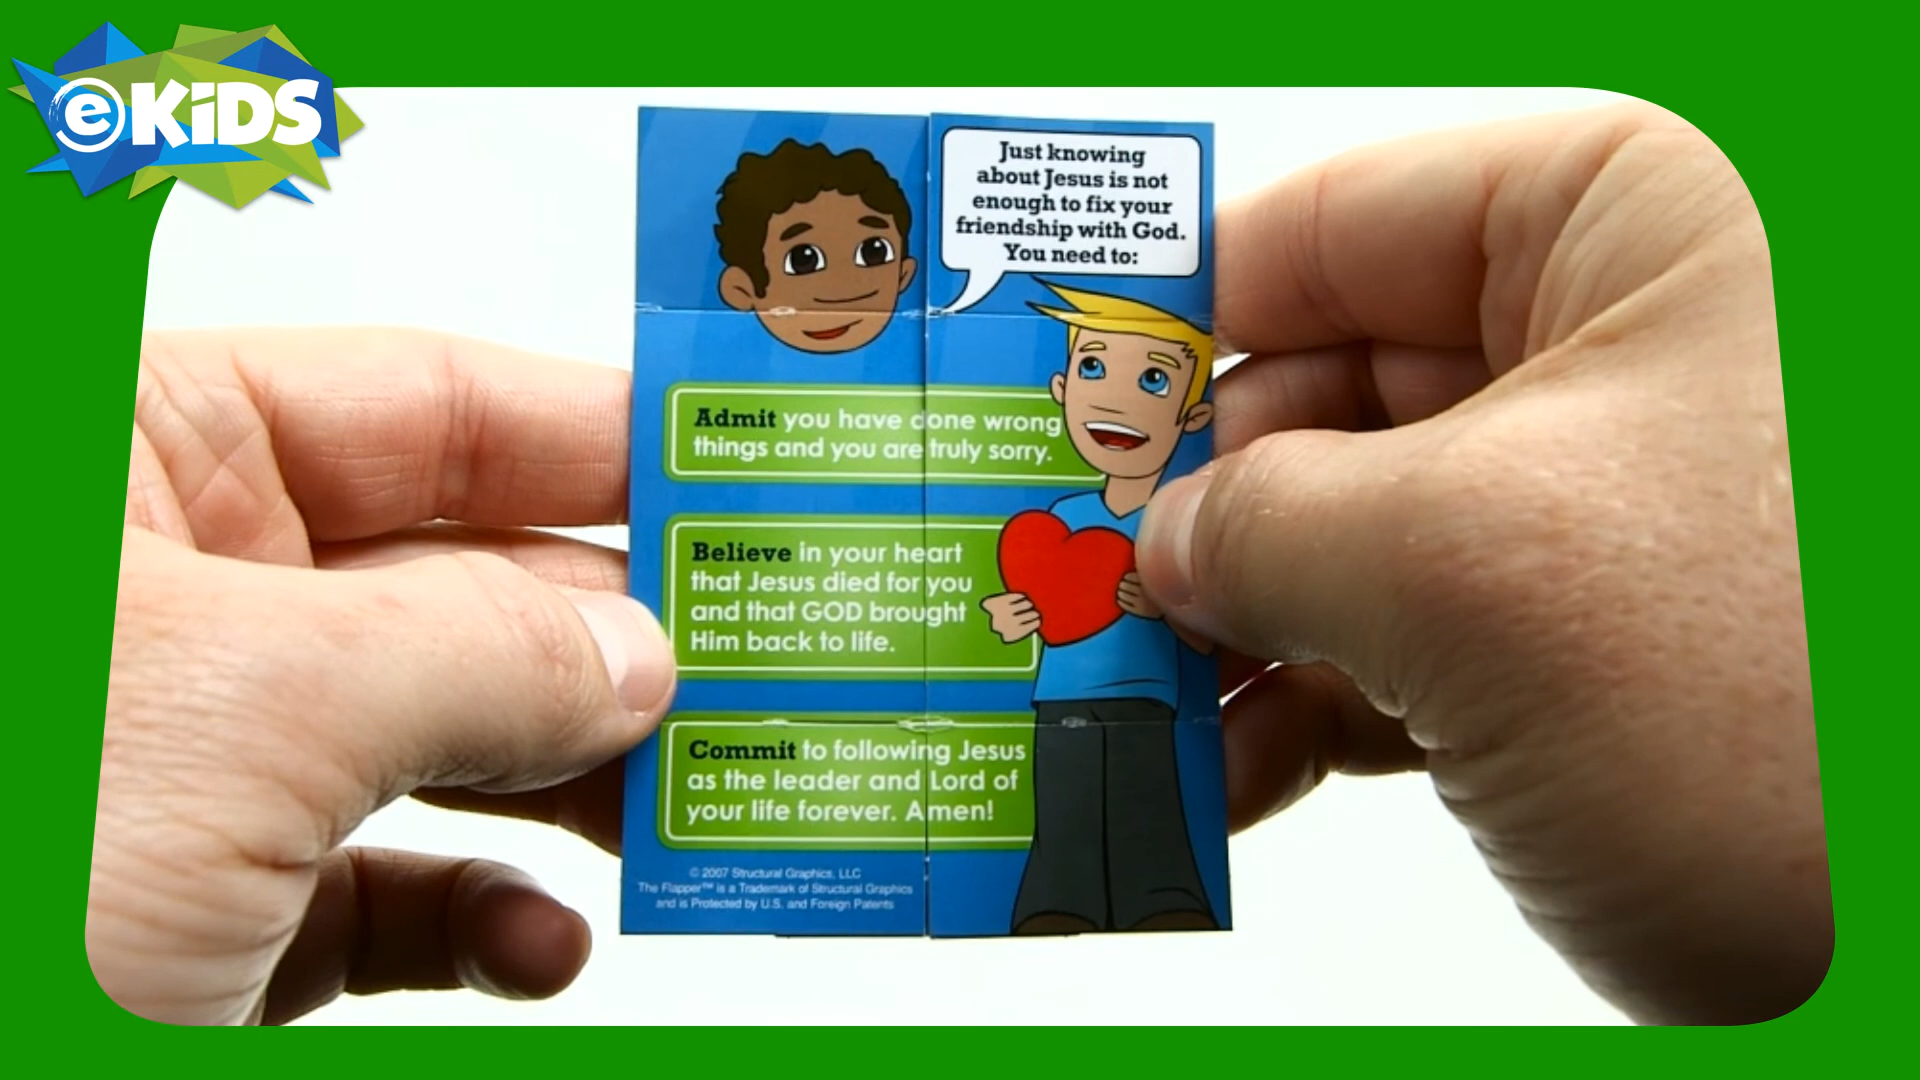 eKiDS
Just knowing
about Jesus is not
enough to fix your
friendship with God.
You need to:
Admit you have done wrong
things and you are truly sorry.
Believe in your heart
that Jesus died for you
and that GOD brought
Him back to life.
Commit to following Jesus
as the leader and Lord of
your life forever. Amen!
© 2007 Structural Graphics, LLC
The Flapper™ is a Trademark of Structural Graphics
and is Protected by U.S. and Foreign Patents